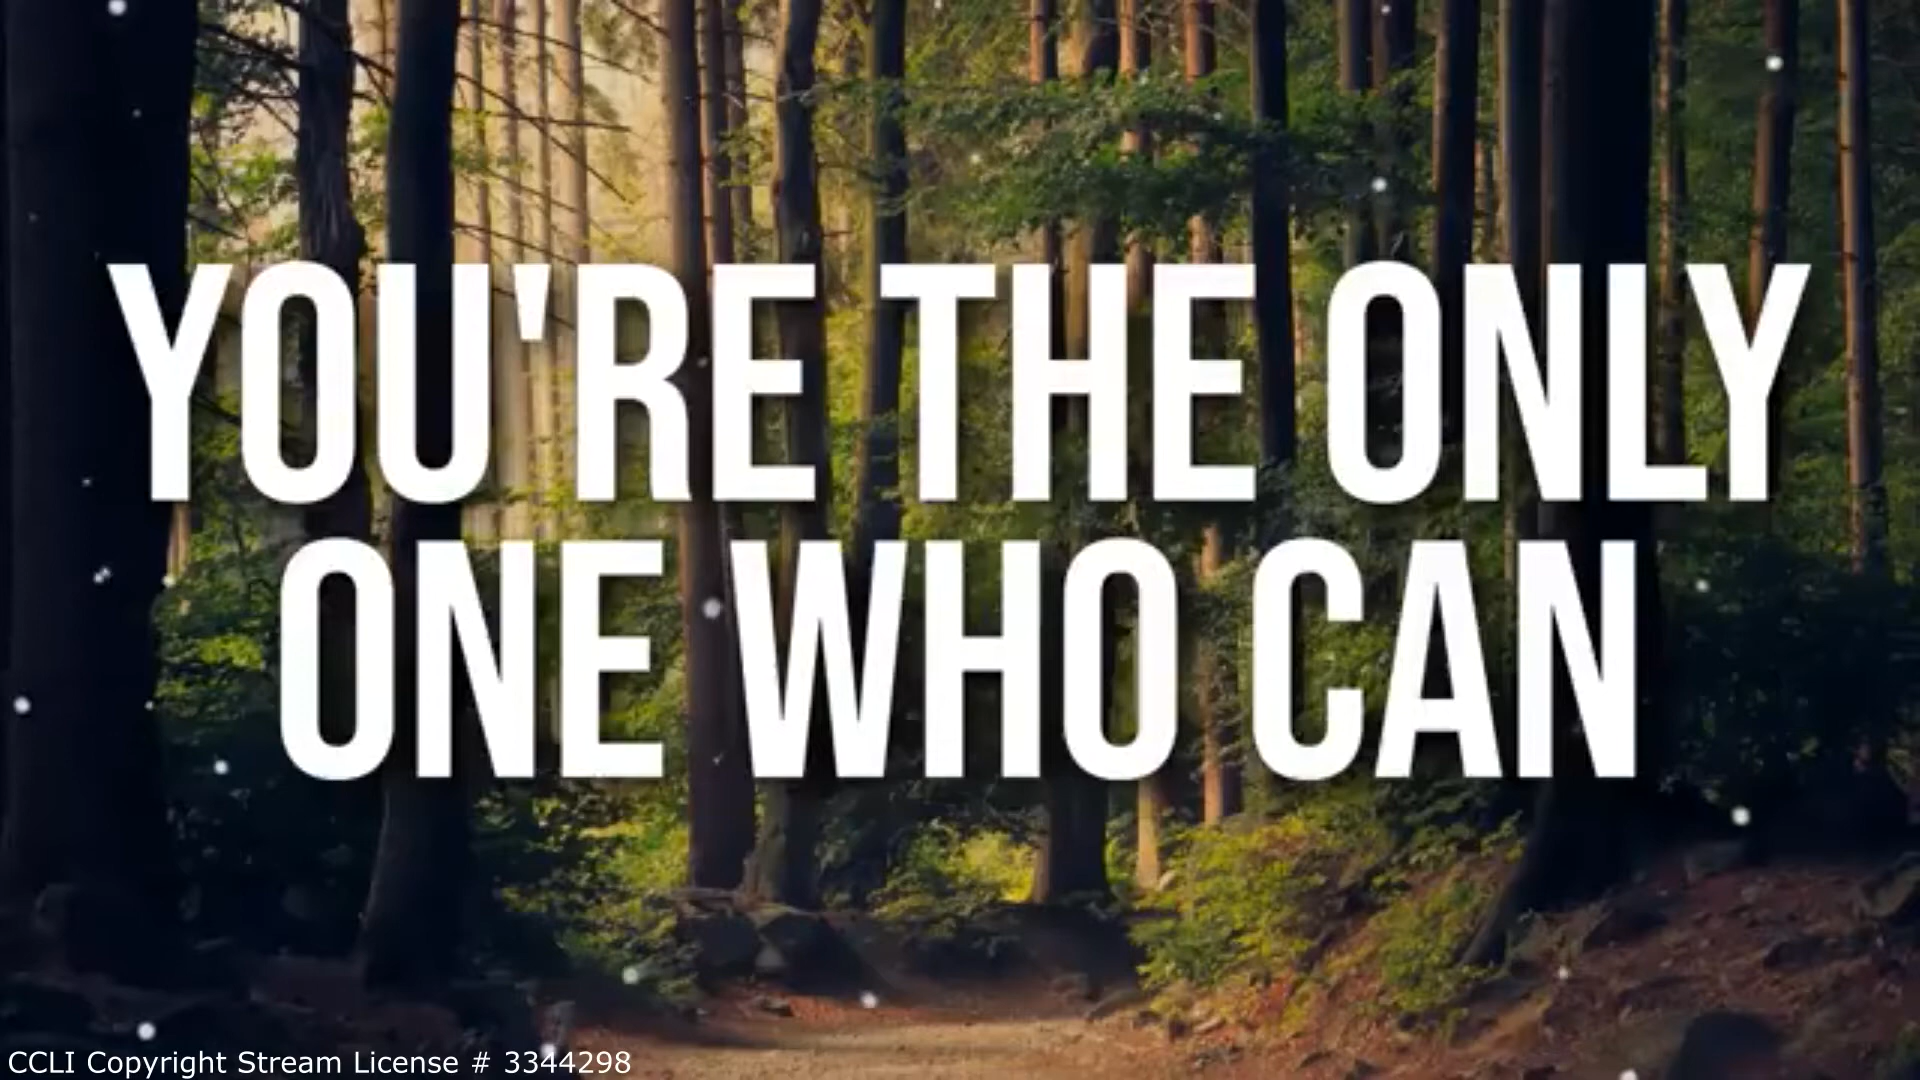 YOU'RE THE ONLY
ONE WHO CAN
CCLI Copyright Stream License # 3344298